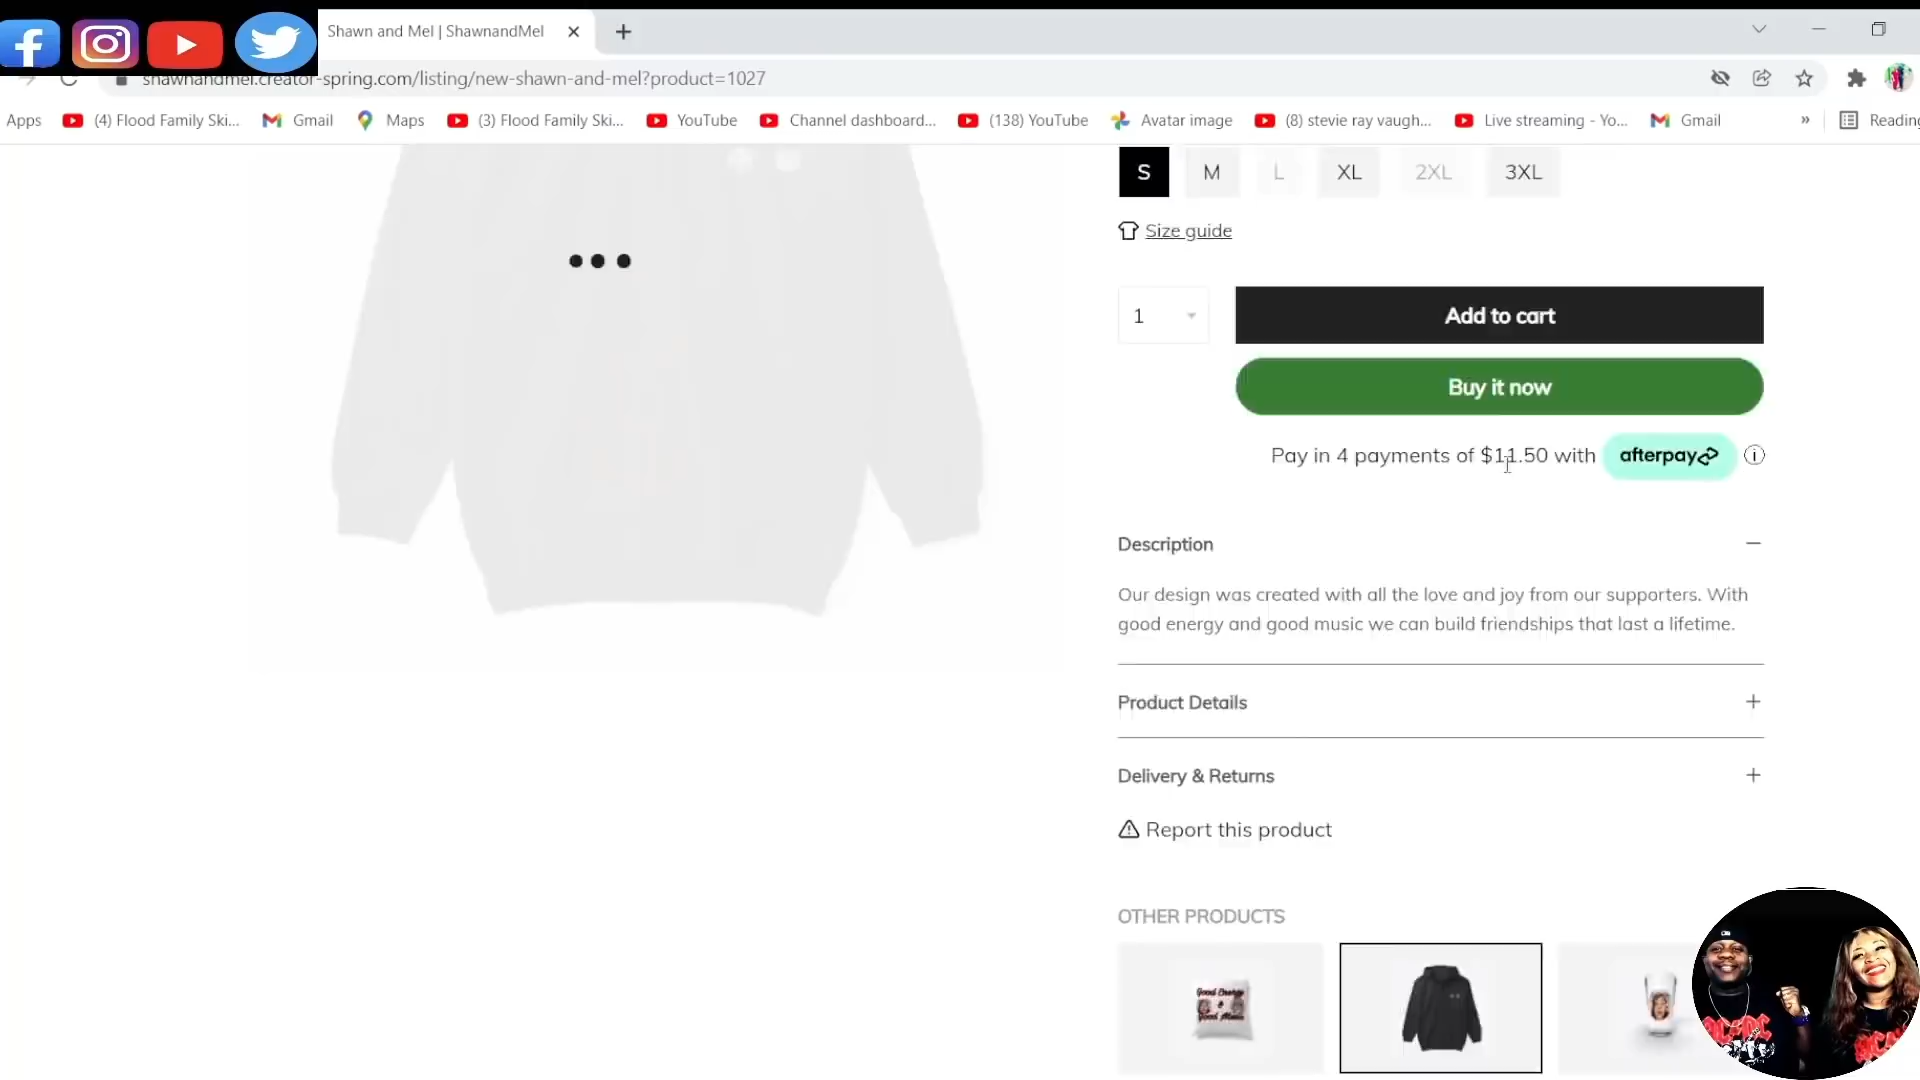 Shawn and Mel | ShawnandMel
shawnandmel.creator-spring.com/listing/new-shawn-and-mel?product=1027
Apps (4) Flood Family Ski... Gmail Maps (3) Flood Family Ski... YouTube Channel dashboard... (138) YouTube Avatar image (8) stevie ray vaugh... Live streaming - Yo... Gmail » Reading
S M L XL 2XL 3XL
Size guide
1 Add to cart
Buy it now
Pay in 4 payments of $11.50 with afterpay
Description
Our design was created with all the love and joy from our supporters. With
good energy and good music we can build friendships that last a lifetime.
Product Details
Delivery & Returns
Report this product
OTHER PRODUCTS
Good Energy
&
Good Music